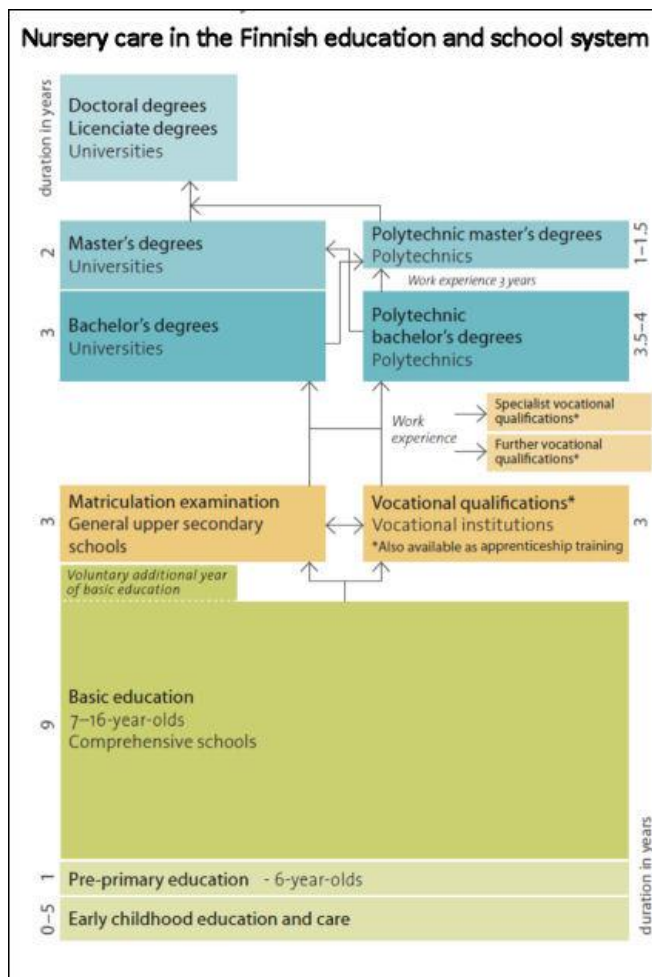 Nursery care in the Finnish education and school system
duration in years
Doctoral degrees
Licenciate degrees
Universities
2
Master's degrees
Universities
Polytechnic master's degrees
Polytechnics
1–1.5
Work experience 3 years
3
Bachelor's degrees
Universities
Polytechnic
bachelor's degrees
Polytechnics
3.5–4
Work
experience
Specialist vocational
qualifications*
Further vocational
qualifications*
3
Matriculation examination
General upper secondary
schools
Vocational qualifications*
Vocational institutions
*Also available as apprenticeship training
3
Voluntary additional year
of basic education
9
Basic education
7–16-year-olds
Comprehensive schools
1
Pre-primary education - 6-year-olds
0–5
Early childhood education and care
duration in years